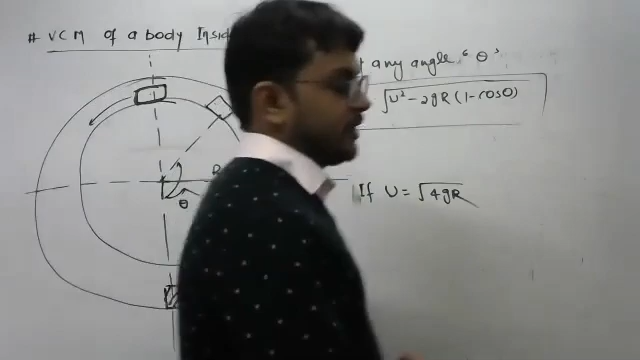 # VCM of a body Insid
t any angle 'θ'
√U² - 2gR (1-cosθ)
R
θ
If U = √4gR